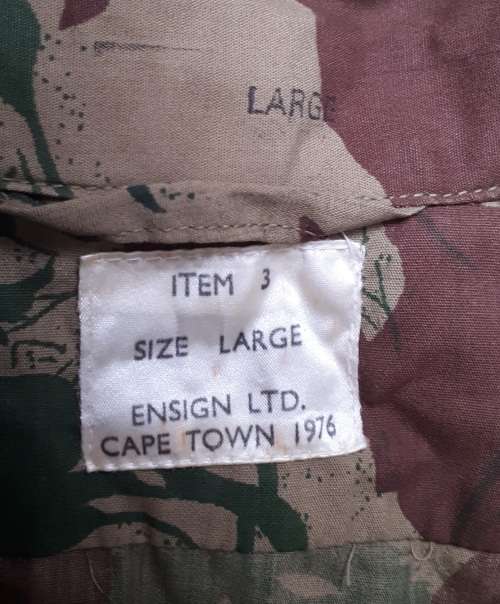 LARGE
ITEM 3
SIZE LARGE
ENSIGN LTD.
CAPE TOWN 1976